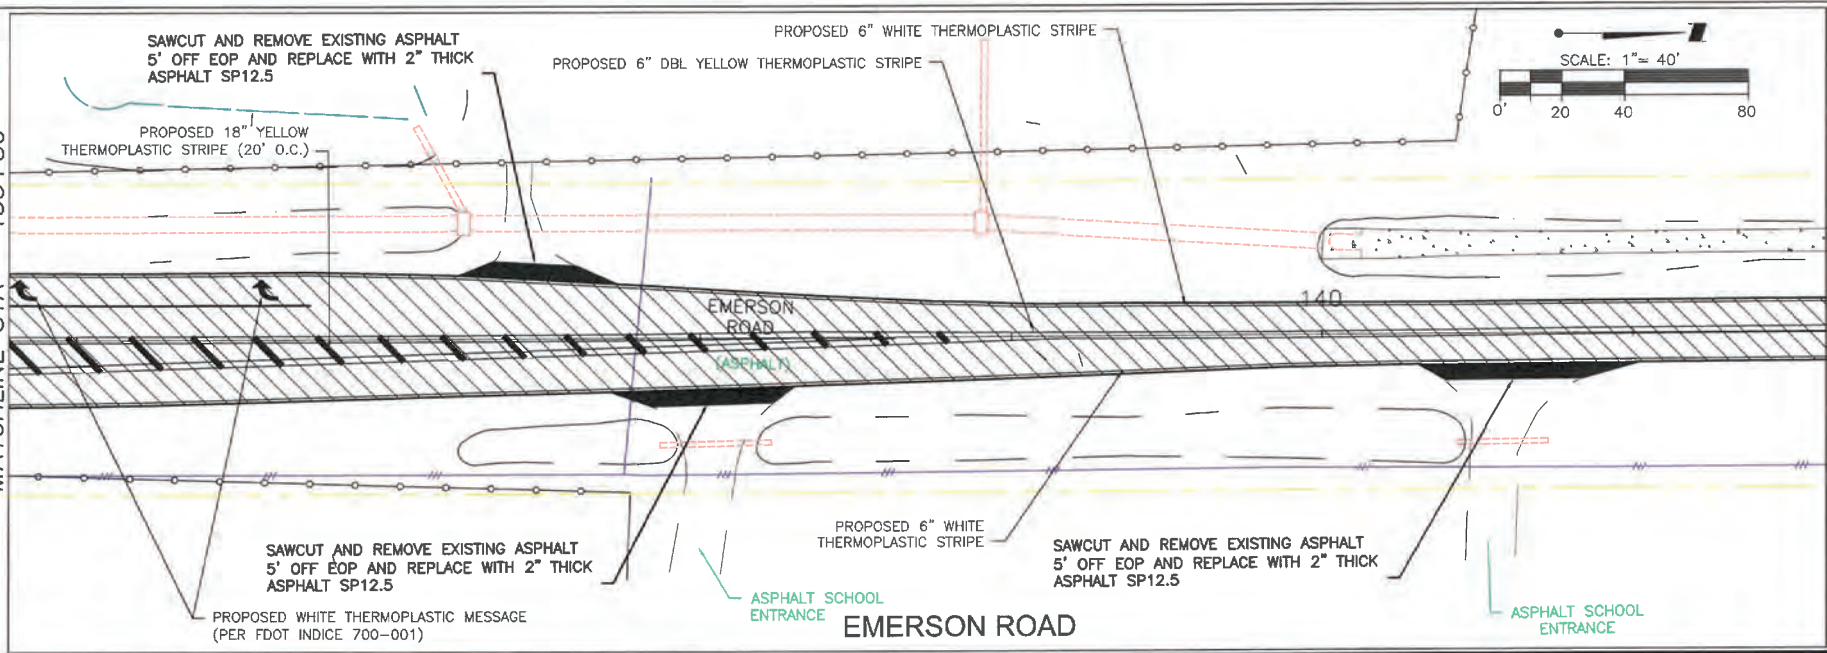 SAWCUT AND REMOVE EXISTING ASPHALT
5' OFF EOP AND REPLACE WITH 2" THICK
ASPHALT SP12.5
PROPOSED 6" WHITE THERMOPLASTIC STRIPE
PROPOSED 6" DBL YELLOW THERMOPLASTIC STRIPE
SCALE: 1"= 40'
0' 20 40 80
PROPOSED 18" YELLOW
THERMOPLASTIC STRIPE (20' O.C.)
140
EMERSON
ROAD
(ASPHALT)
SAWCUT AND REMOVE EXISTING ASPHALT
5' OFF EOP AND REPLACE WITH 2" THICK
ASPHALT SP12.5
PROPOSED 6" WHITE
THERMOPLASTIC STRIPE
SAWCUT AND REMOVE EXISTING ASPHALT
5' OFF EOP AND REPLACE WITH 2" THICK
ASPHALT SP12.5
PROPOSED WHITE THERMOPLASTIC MESSAGE
(PER FDOT INDICE 700-001)
ASPHALT SCHOOL
ENTRANCE
EMERSON ROAD
ASPHALT SCHOOL
ENTRANCE